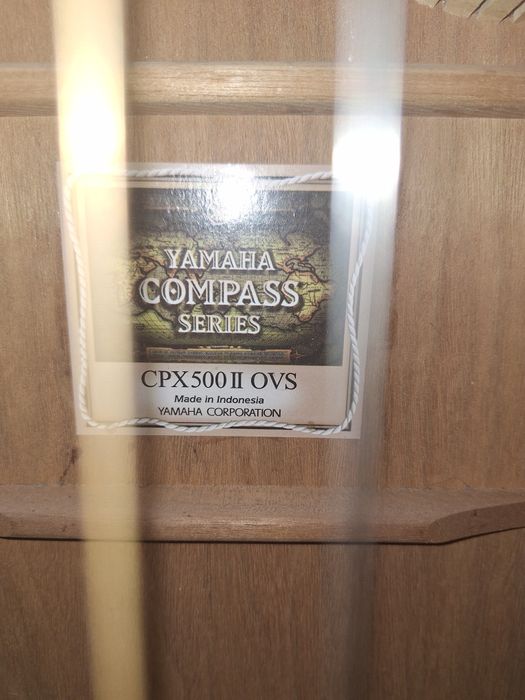 YAMAHA
COMPASS
SERIES
CPX500II OVS
Made in Indonesia
YAMAHA CORPORATION